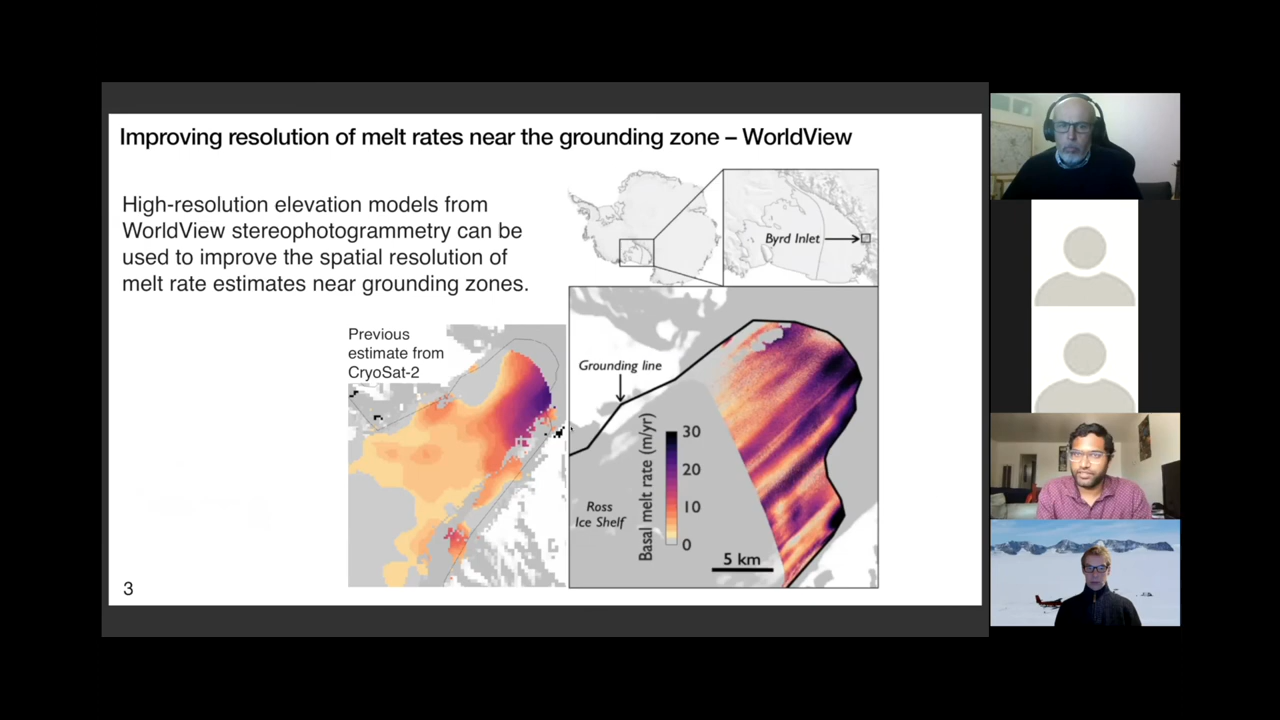 Improving resolution of melt rates near the grounding zone – WorldView
High-resolution elevation models from
WorldView stereophotogrammetry can be
used to improve the spatial resolution of
melt rate estimates near grounding zones.
Byrd Inlet
Previous
estimate from
CryoSat-2
Grounding line
Basal melt rate (m/yr)
30
20
10
0
Ross
Ice Shelf
5 km
3